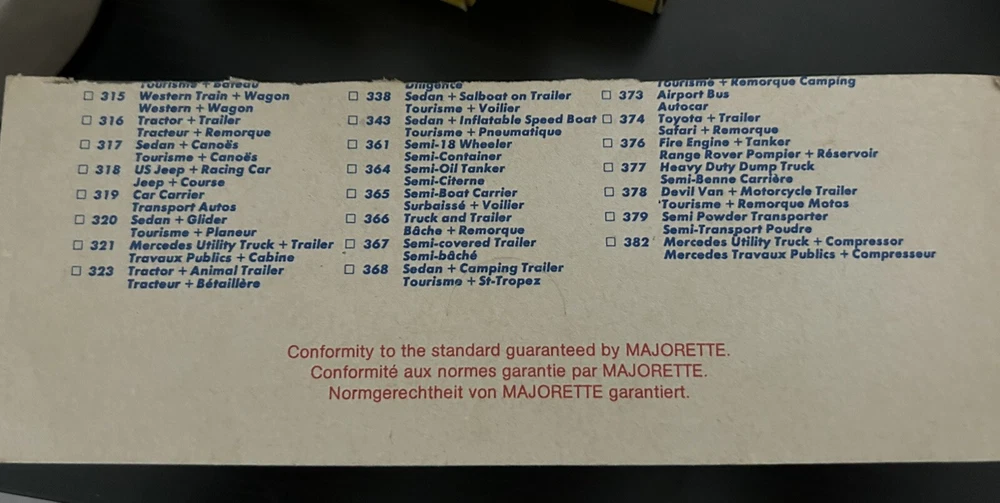 Tourisme + Bateau
☐ 315 Western Train + Wagon
Western + Wagon
☐ 316 Tractor + Trailer
Tracteur + Remorque
☐ 317 Sedan + Canoës
Tourisme + Canoës
☐ 318 US Jeep + Racing Car
Jeep + Course
☐ 319 Car Carrier
Transport Autos
☐ 320 Sedan + Glider
Tourisme + Planeur
☐ 321 Mercedes Utility Truck + Trailer
Travaux Publics + Cabine
☐ 323 Tractor + Animal Trailer
Tracteur + Bétaillère
Diligence
☐ 338 Sedan + Salboat on Trailer
Tourisme + Voilier
☐ 343 Sedan + Inflatable Speed Boat
Tourisme + Pneumatique
☐ 361 Semi-18 Wheeler
Semi-Container
☐ 364 Semi-Oil Tanker
Semi-Citerne
☐ 365 Semi-Boat Carrier
Surbaissé + Voilier
☐ 366 Truck and Trailer
Bâche + Remorque
☐ 367 Semi-covered Trailer
Semi-bâché
☐ 368 Sedan + Camping Trailer
Tourisme + St-Tropez
Tourisme + Remorque Camping
☐ 373 Airport Bus
Autocar
☐ 374 Toyota + Trailer
Safari + Remorque
☐ 376 Fire Engine + Tanker
Range Rover Pompier + Réservoir
☐ 377 Heavy Duty Dump Truck
Semi-Benne Carrière
☐ 378 Devil Van + Motorcycle Trailer
'Tourisme + Remorque Motos
☐ 379 Semi Powder Transporter
Semi-Transport Poudre
☐ 382 Mercedes Utility Truck + Compressor
Mercedes Travaux Publics + Compresseur
Conformity to the standard guaranteed by MAJORETTE.
Conformité aux normes garantie par MAJORETTE.
Normgerechtheit von MAJORETTE garantiert.